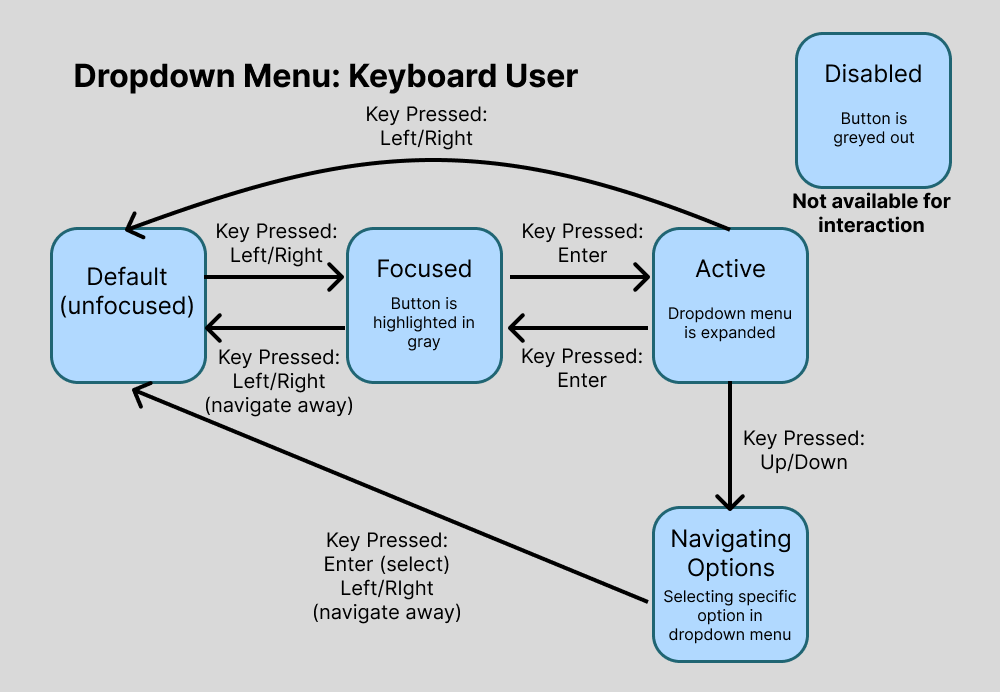 Dropdown Menu: Keyboard User
Disabled
Button is
greyed out
Not available for
interaction
Key Pressed:
Left/Right
Default
(unfocused)
Key Pressed:
Left/Right
Focused
Button is
highlighted in
gray
Key Pressed:
Enter
Active
Dropdown menu
is expanded
Key Pressed:
Left/Right
(navigate away)
Key Pressed:
Enter
Key Pressed:
Up/Down
Navigating
Options
Selecting specific
option in
dropdown menu
Key Pressed:
Enter (select)
Left/RIght
(navigate away)